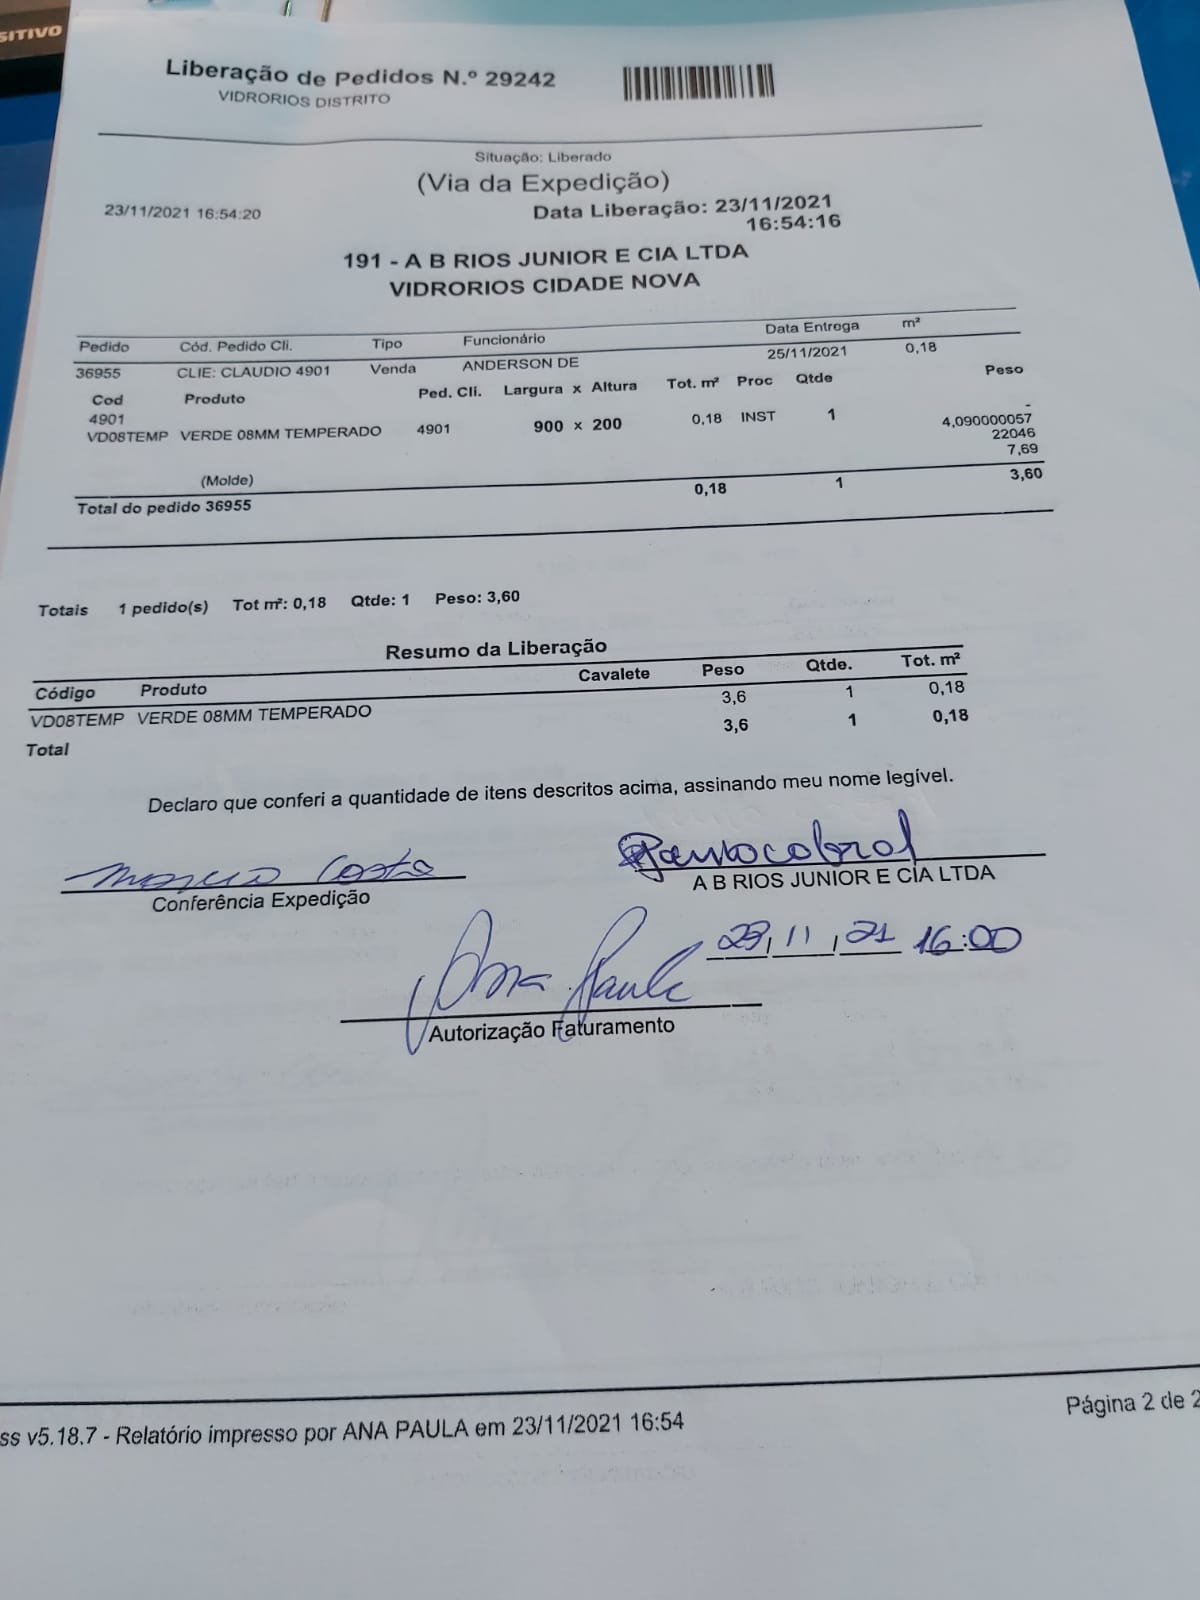 SITIVO
Liberação de Pedidos N.º 29242
VIDRORIOS DISTRITO
Situação: Liberado
(Via da Expedição)
23/11/2021 16:54:20 Data Liberação: 23/11/2021
16:54:16
191 - A B RIOS JUNIOR E CIA LTDA
VIDRORIOS CIDADE NOVA
Pedido Cód. Pedido Cli. Tipo Funcionário Data Entrega m²
36955 CLIE: CLAUDIO 4901 Venda ANDERSON DE 25/11/2021 0,18
Cod Produto Ped. Cli. Largura x Altura Tot. m² Proc Qtde Peso
4901 -
VD08TEMP VERDE 08MM TEMPERADO 4901 900 x 200 0,18 INST 1 4,090000057
22046
7,69
(Molde)
Total do pedido 36955 0,18 1 3,60
Totais 1 pedido(s) Tot m²: 0,18 Qtde: 1 Peso: 3,60
Resumo da Liberação
Código Produto Cavalete Peso Qtde. Tot. m²
VD08TEMP VERDE 08MM TEMPERADO 3,6 1 0,18
Total 3,6 1 0,18
Declaro que conferi a quantidade de itens descritos acima, assinando meu nome legível.
Costa
Conferência Expedição A B RIOS JUNIOR E CIA LTDA
11 21 16:00
Ana Paula
Autorização Faturamento
ss v5.18.7 - Relatório impresso por ANA PAULA em 23/11/2021 16:54 Página 2 de 2